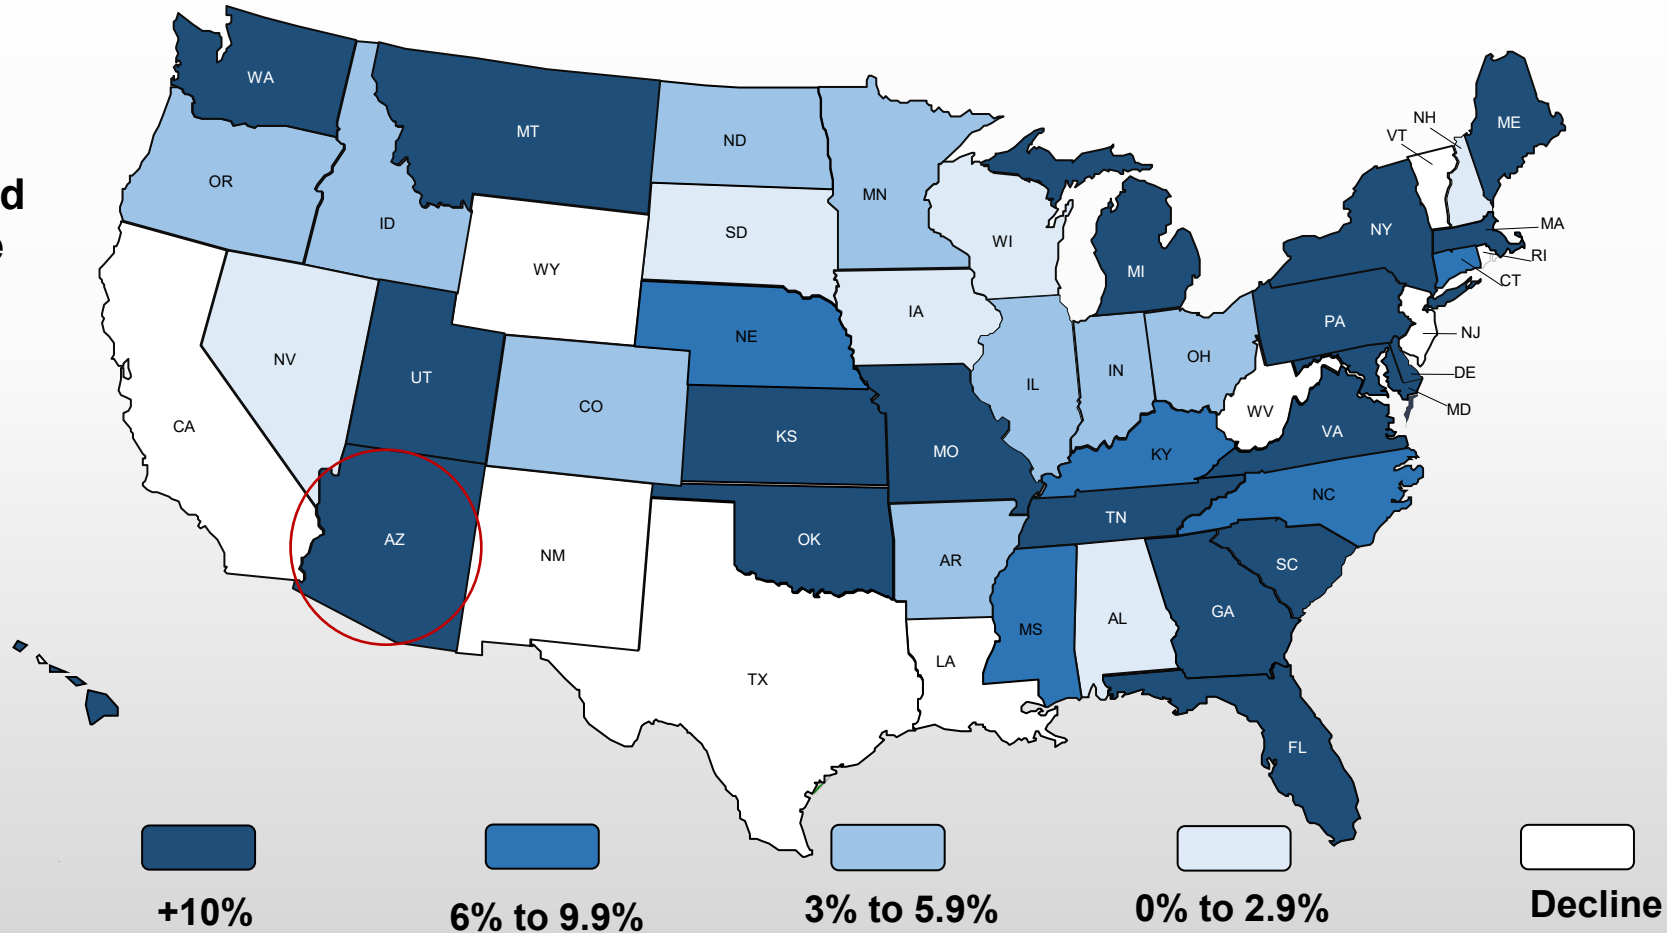 WA
MT
ND
MN
OR
ID
WY
SD
WI
MI
NH
VT
ME
NY
MA
RI
CT
d
e
NV
UT
CO
NE
IA
IL
IN
OH
PA
NJ
DE
MD
CA
KS
MO
KY
WV
VA
AZ
NM
OK
AR
TN
NC
SC
TX
LA
MS
AL
GA
FL
+10%
6% to 9.9%
3% to 5.9%
0% to 2.9%
Decline